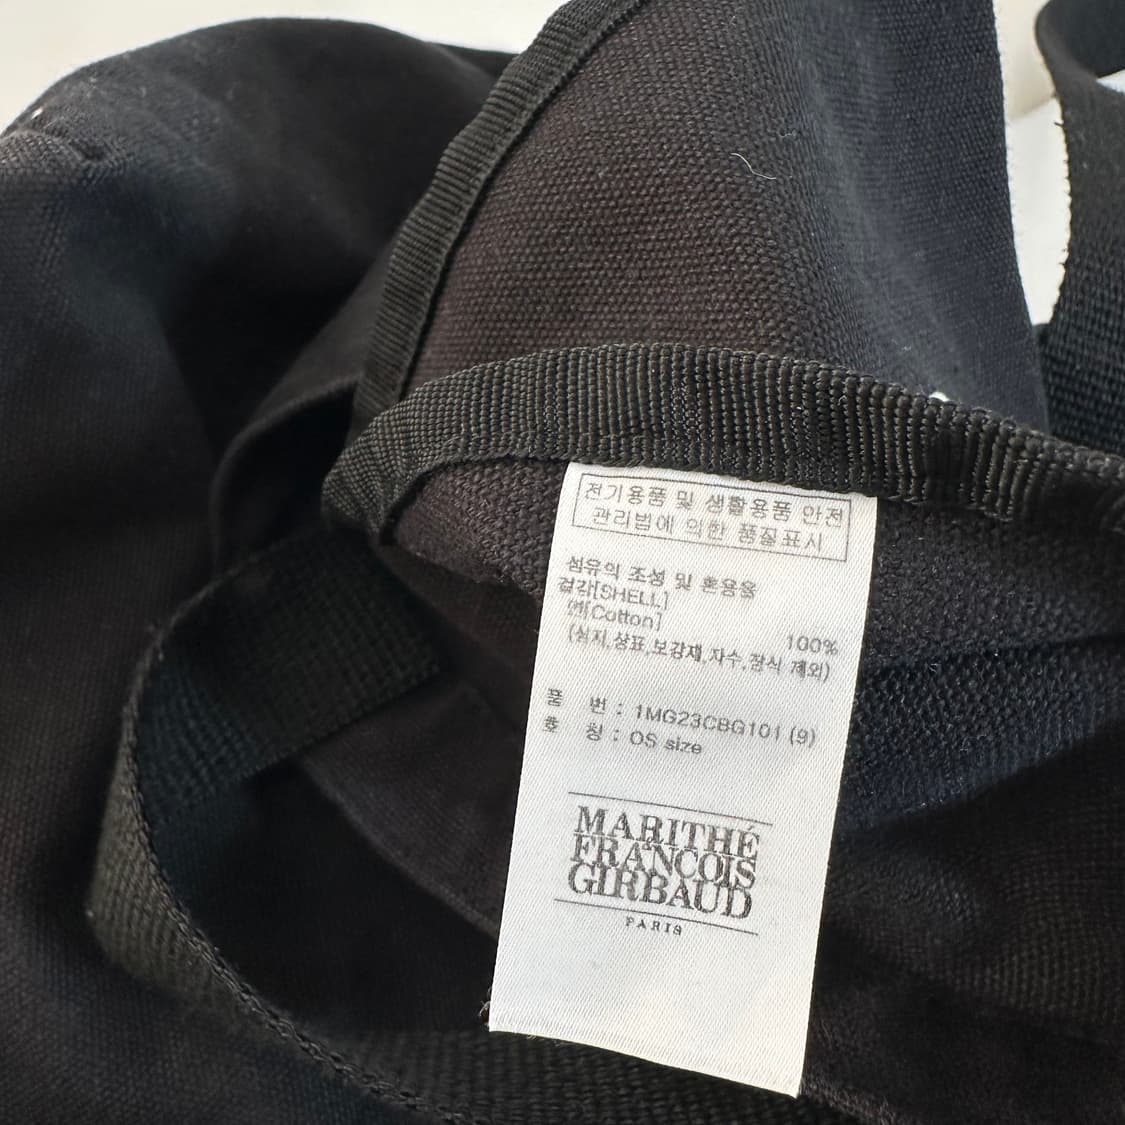 전기용품 및 생활용품 안전
관리법에 의한 품질표시
섬유의 조성 및 혼용율
겉감[SHELL]
면[Cotton] 100%
(심지,상표,보강재,자수,장식 제외)
품 번 : 1MG23CBG101 (9)
호 칭 : OS size
MARITHÉ
FRANCOIS
GIRBAUD
PARIS